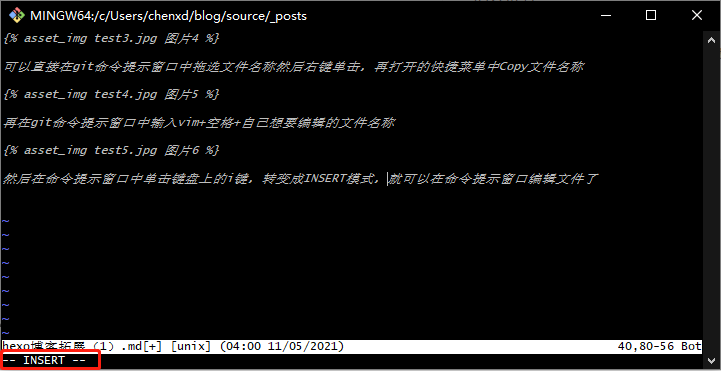 MINGW64:/c/Users/chenxd/blog/source/_posts
{% asset_img test3.jpg 图片4 %}
可以直接在git命令提示窗口中拖选文件名称然后右键单击, 再打开的快捷菜单中Copy文件名称
{% asset_img test4.jpg 图片5 %}
再在git命令提示窗口中输入vim+空格+自己想要编辑的文件名称
{% asset_img test5.jpg 图片6 %}
然后在命令提示窗口中单击键盘上的i键, 转变成INSERT模式, 就可以在命令提示窗口编辑文件了
~
~
~
~
~
~
~
~
~
hexo博客拓展（1）.md[+] [unix] (04:00 11/05/2021) 40,80-56 Bot
-- INSERT --